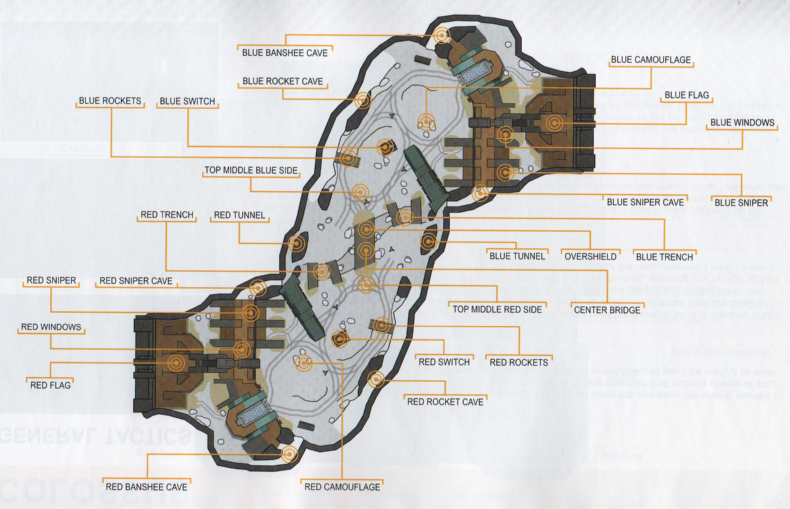 BLUE BANSHEE CAVE
BLUE CAMOUFLAGE
BLUE ROCKET CAVE
BLUE FLAG
BLUE ROCKETS
BLUE SWITCH
BLUE WINDOWS
TOP MIDDLE BLUE SIDE
BLUE SNIPER CAVE
BLUE SNIPER
RED TRENCH
RED TUNNEL
BLUE TUNNEL
OVERSHIELD
BLUE TRENCH
RED SNIPER
RED SNIPER CAVE
TOP MIDDLE RED SIDE
CENTER BRIDGE
RED WINDOWS
RED SWITCH
RED ROCKETS
RED FLAG
RED ROCKET CAVE
GENERAL TACTICS
RED BANSHEE CAVE
RED CAMOUFLAGE